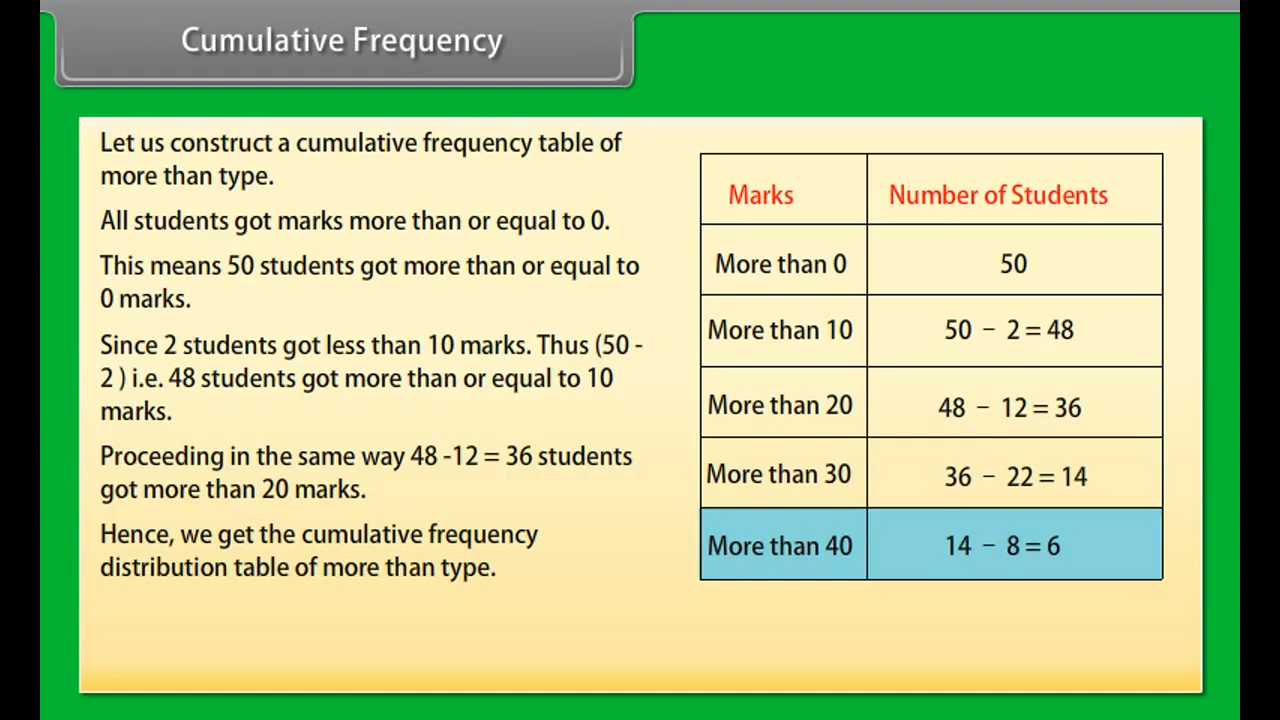 Cumulative Frequency
Let us construct a cumulative frequency table of
more than type.
All students got marks more than or equal to 0.
This means 50 students got more than or equal to
0 marks.
Since 2 students got less than 10 marks. Thus (50 -
2 ) i.e. 48 students got more than or equal to 10
marks.
Proceeding in the same way 48 -12 = 36 students
got more than 20 marks.
Hence, we get the cumulative frequency
distribution table of more than type.
Marks Number of Students
More than 0 50
More than 10 50 − 2 = 48
More than 20 48 − 12 = 36
More than 30 36 − 22 = 14
More than 40 14 − 8 = 6